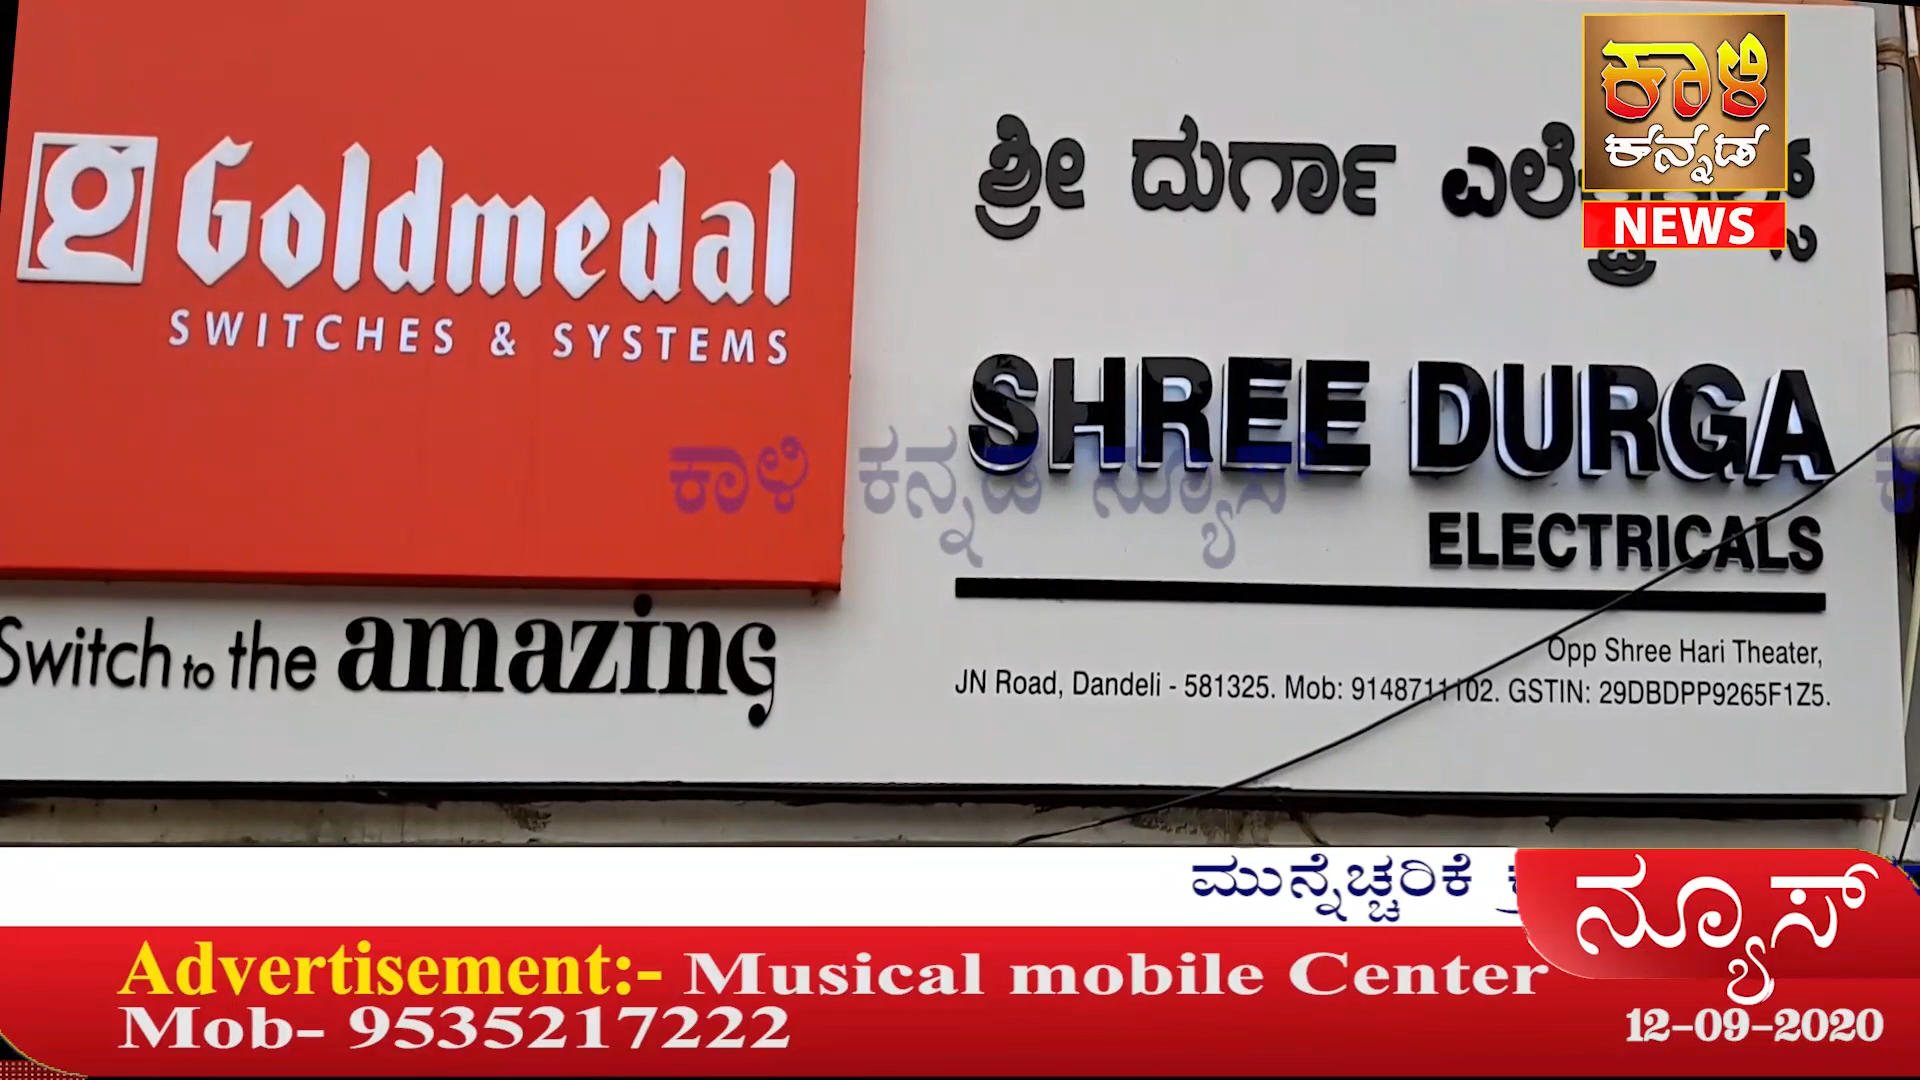 g Goldmedal
SWITCHES & SYSTEMS
Switch to the amazing
ಶ್ರೀ ದುರ್ಗಾ
SHREE DURGA
ELECTRICALS
Opp Shree Hari Theater,
JN Road, Dandeli - 581325. Mob: 9148711102. GSTIN: 29DBDPP9265F1Z5.
ಕಾಳಿ
ಕನ್ನಡ
NEWS
ಕಾಳಿ ಕನ್ನಡ ನ್ಯೂಸ್
ಮುನ್ನೆಚ್ಚರಿಕೆ
ನ್ಯೂಸ್
Advertisement:- Musical mobile Center
Mob- 9535217222
12-09-2020